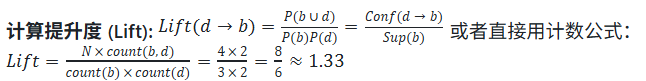 计算提升度 (Lift): Lift(d → b) = P(b ∪ d) / P(b)P(d) = Conf(d→b) / Sup(b) 或者直接用计数公式：
Lift = N×count(b,d) / count(b)×count(d) = 4×2 / 3×2 = 8 / 6 ≈ 1.33